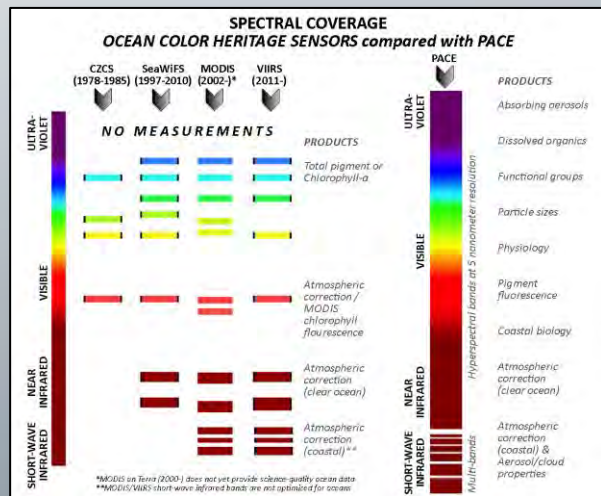 SPECTRAL COVERAGE
OCEAN COLOR HERITAGE SENSORS compared with PACE
CZCS
(1978-1985)
SeaWiFS
(1997-2010)
MODIS
(2002-)*
VIIRS
(2011-)
PACE
ULTRA-
VIOLET
VISIBLE
NEAR
INFRARED
SHORT-WAVE
INFRARED
NO MEASUREMENTS
PRODUCTS
Total pigment or
Chlorophyll-a
Atmospheric
correction /
MODIS
chlorophyll
flourescence
Atmospheric
correction
(clear ocean)
Atmospheric
correction
(coastal)**
*MODIS on Terra (2000-) does not yet provide science-quality ocean data
**MODIS/VIIRS short-wave infrared bands are not optimized for oceans
ULTRA-
VIOLET
VISIBLE
NEAR
INFRARED
SHORT-WAVE
INFRARED
Hyperspectral bands at 5 nanometer resolution
Multi-bands
PRODUCTS
Absorbing aerosols
Dissolved organics
Functional groups
Particle sizes
Physiology
Pigment
fluorescence
Coastal biology
Atmospheric
correction
(clear ocean)
Atmospheric
correction
(coastal) &
Aerosol/cloud
properties